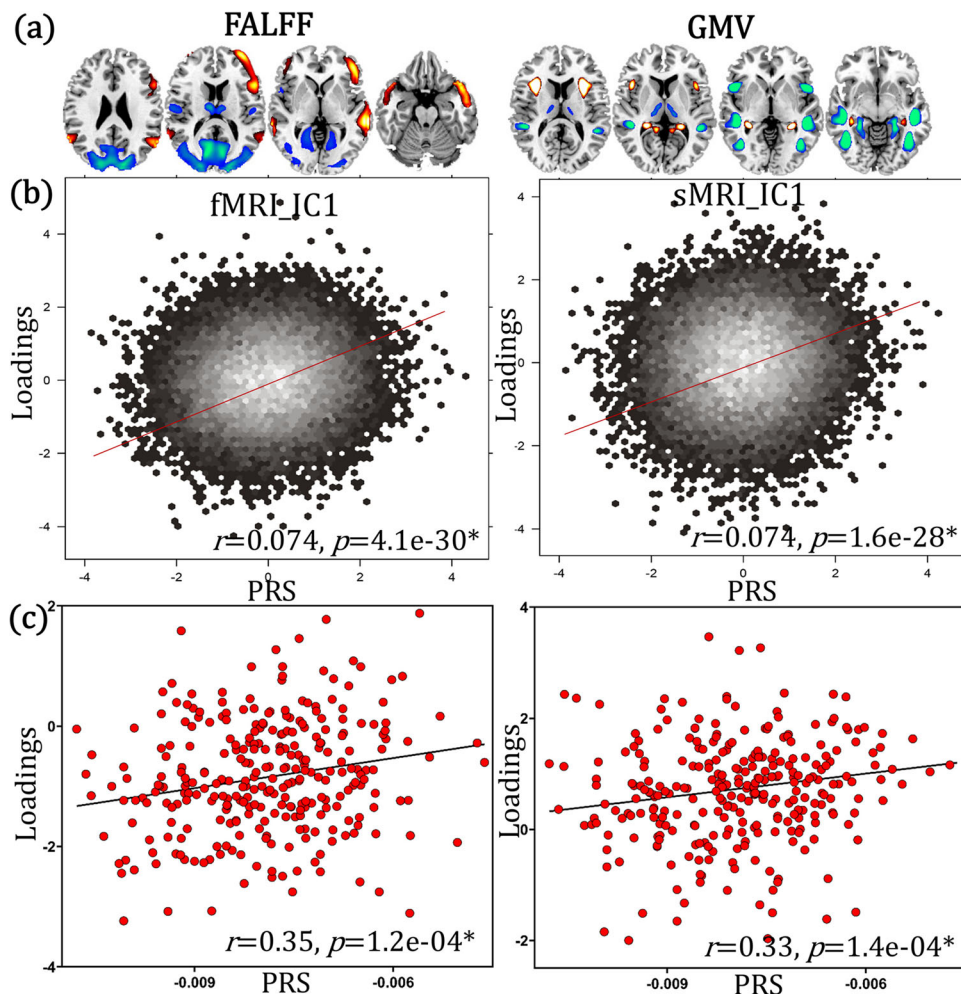 (a) FALFF GMV
(b) fMRI_IC1 sMRI_IC1
Loadings Loadings
4 4
2 2
0 0
-2 -2
-4 -4
r=0.074, p=4.1e-30* r=0.074, p=1.6e-28*
-4 -2 0 2 4 -4 -2 0 2 4
PRS PRS
(c)
Loadings Loadings
2 4
0 2
-2 0
-4 -2
r=0.35, p=1.2e-04* r=0.33, p=1.4e-04*
-0.009 -0.006 -0.009 -0.006
PRS PRS